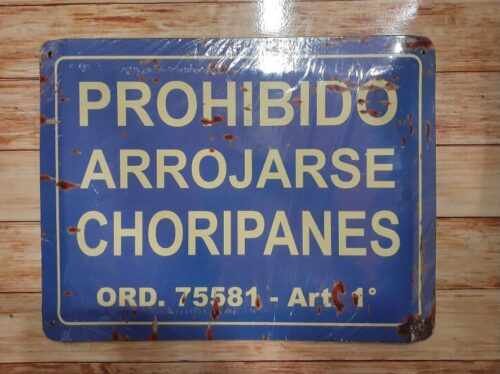 PROHIBIDO
ARROJARSE
CHORIPANES
ORD. 75581 - Art. 1°